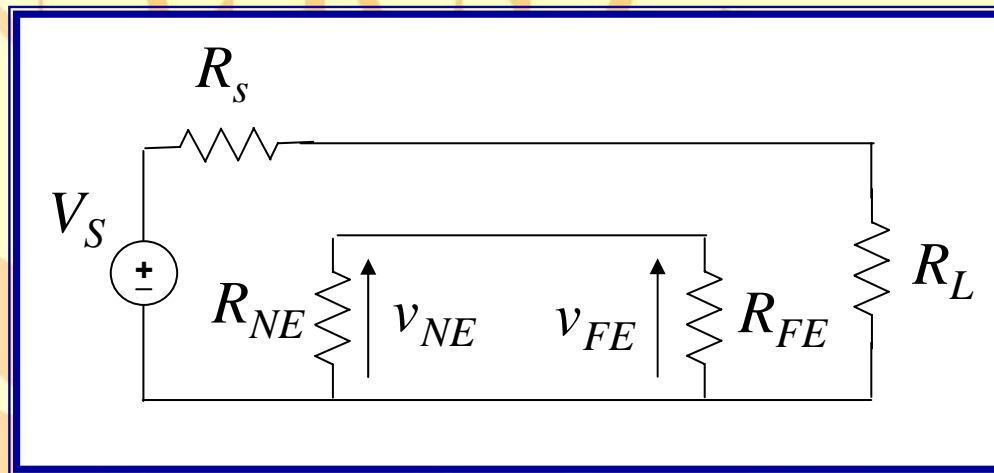 R_s
V_S
+
−
R_NE
v_NE
v_FE
R_FE
R_L